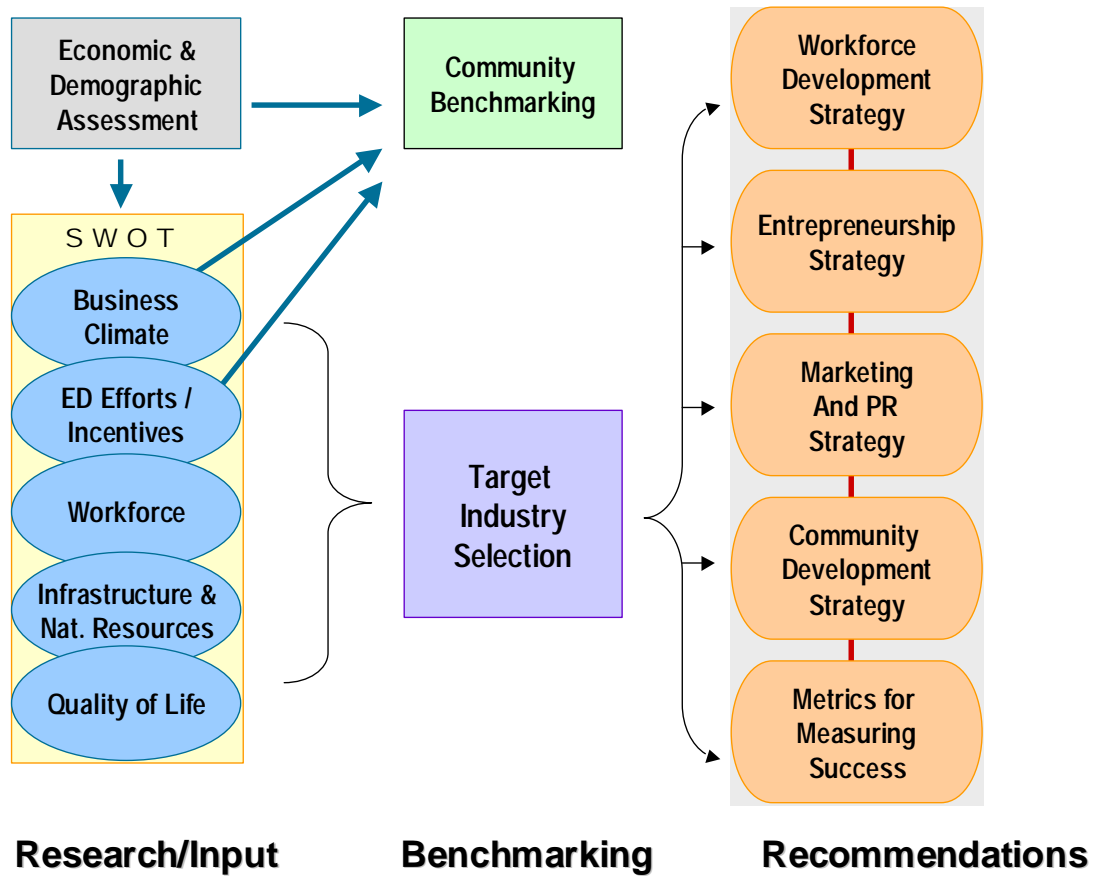 Economic &
Demographic
Assessment
S W O T
Business
Climate
ED Efforts /
Incentives
Workforce
Infrastructure &
Nat. Resources
Quality of Life
Research/Input
Community
Benchmarking
Target
Industry
Selection
Benchmarking
Workforce
Development
Strategy
Entrepreneurship
Strategy
Marketing
And PR
Strategy
Community
Development
Strategy
Metrics for
Measuring
Success
Recommendations